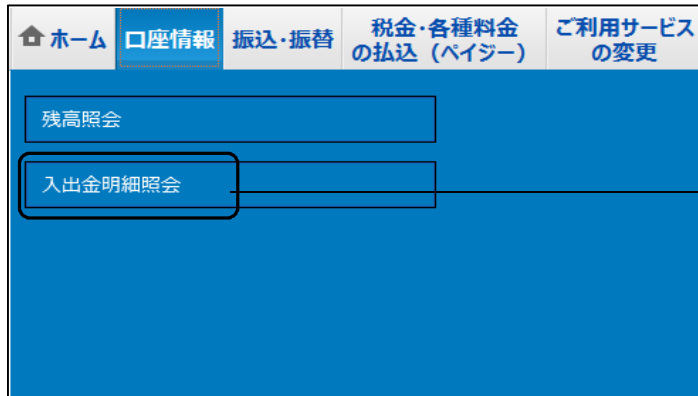 ホーム
口座情報
振込・振替
税金・各種料金
の払込（ペイジー）
ご利用サービス
の変更
残高照会
入出金明細照会